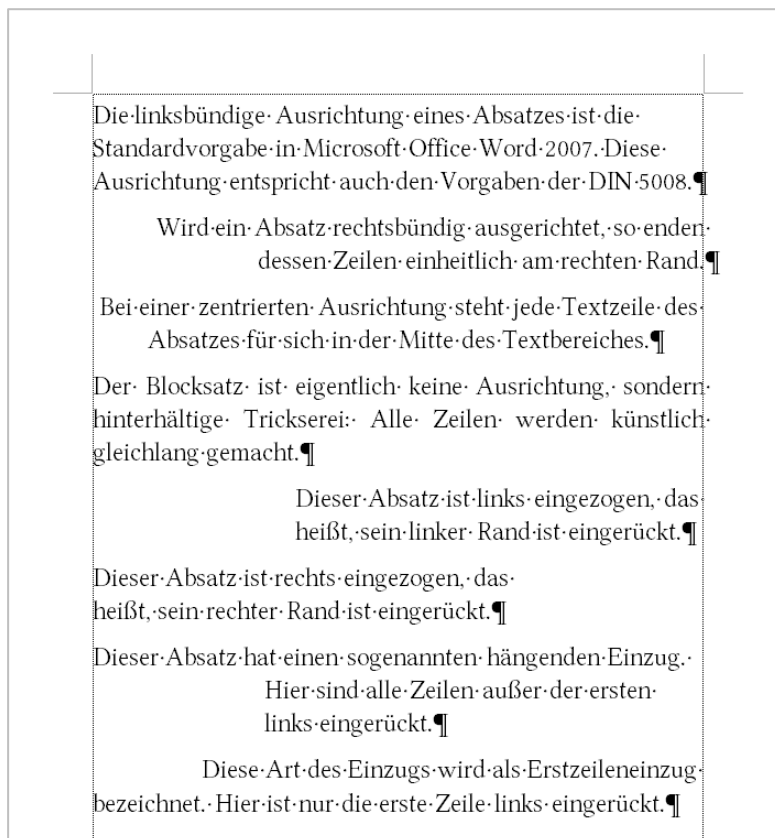 Die linksbündige Ausrichtung eines Absatzes ist die
Standardvorgabe in Microsoft Office Word 2007. Diese
Ausrichtung entspricht auch den Vorgaben der DIN 5008.¶
Wird ein Absatz rechtsbündig ausgerichtet, so enden
dessen Zeilen einheitlich am rechten Rand.¶
Bei einer zentrierten Ausrichtung steht jede Textzeile des
Absatzes für sich in der Mitte des Textbereiches.¶
Der Blocksatz ist eigentlich keine Ausrichtung, sondern
hinterhältige Trickserei: Alle Zeilen werden künstlich
gleichlang gemacht.¶
Dieser Absatz ist links eingezogen, das
heißt, sein linker Rand ist eingerückt.¶
Dieser Absatz ist rechts eingezogen, das
heißt, sein rechter Rand ist eingerückt.¶
Dieser Absatz hat einen sogenannten hängenden Einzug.
Hier sind alle Zeilen außer der ersten
links eingerückt.¶
Diese Art des Einzugs wird als Erstzeileneinzug
bezeichnet. Hier ist nur die erste Zeile links eingerückt.¶